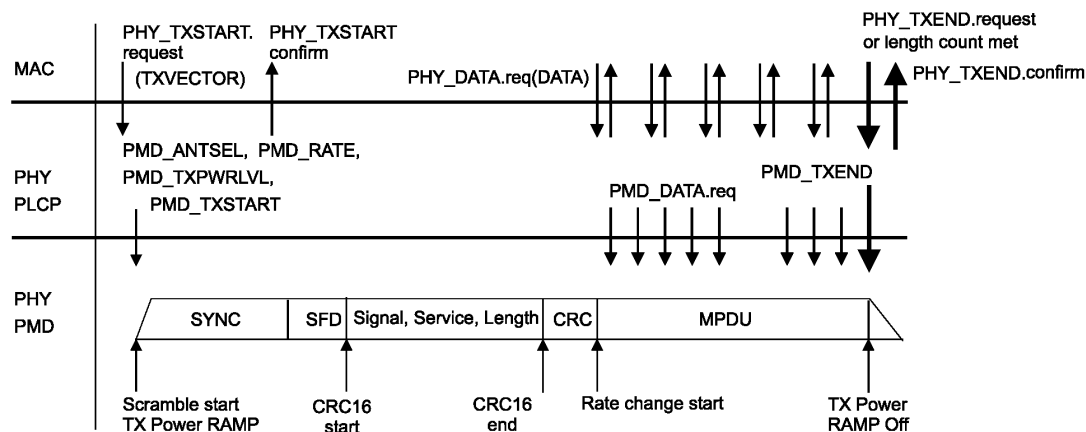 PHY_TXSTART.
request
(TXVECTOR)
PHY_TXSTART
confirm
PHY_TXEND.request
or length count met
MAC
PHY_DATA.req(DATA)
PHY_TXEND.confirm
PMD_ANTSEL, PMD_RATE,
PMD_TXPWRLVL,
PMD_TXSTART
PHY
PLCP
PMD_DATA.req
PMD_TXEND
PHY
PMD
SYNC
SFD
Signal, Service, Length
CRC
MPDU
Scramble start
TX Power RAMP
CRC16
start
CRC16
end
Rate change start
TX Power
RAMP Off